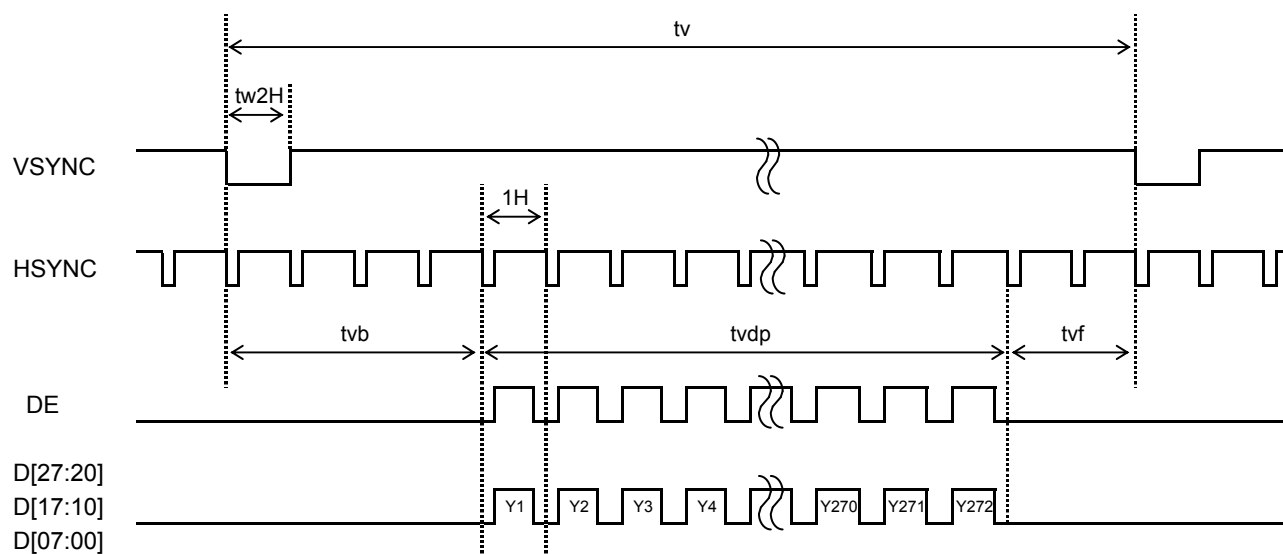 tv
tw2H
VSYNC
1H
HSYNC
tvb
tvdp
tvf
DE
D[27:20]
D[17:10]
D[07:00]
Y1
Y2
Y3
Y4
Y270
Y271
Y272